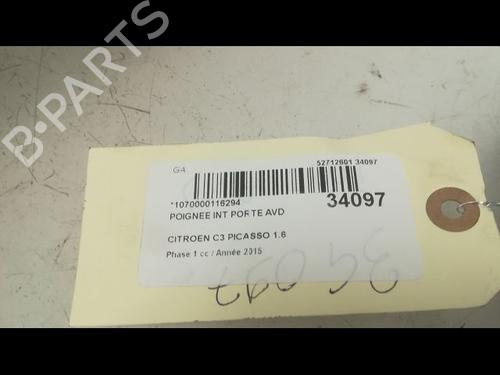 B-PARTS
G4
52712601 34097
*1070000116294
34097
POIGNEE INT PORTE AVD
CITROEN C3 PICASSO 1.6
Phase 1 cc / Année 2015
34097